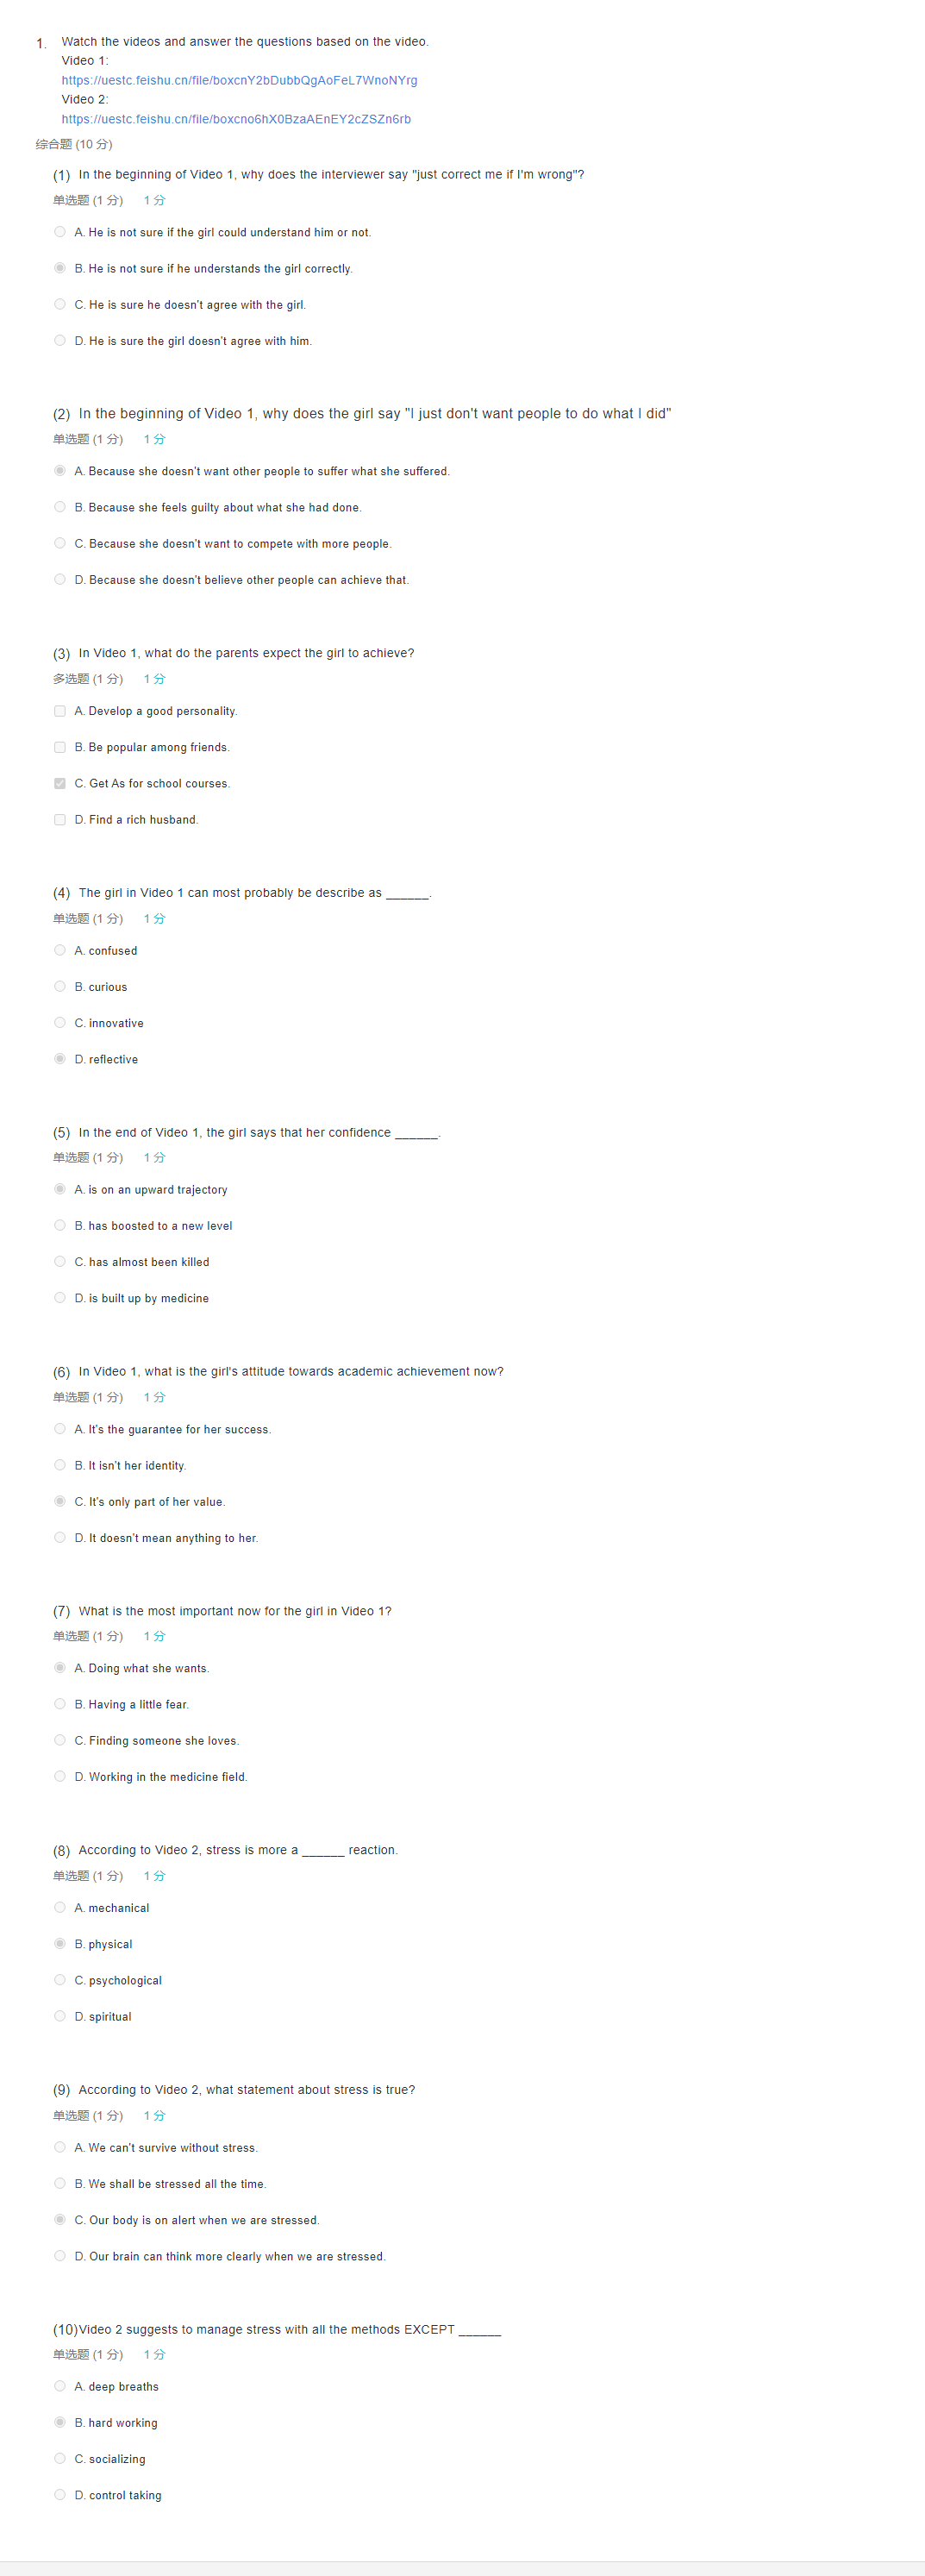 1. Watch the videos and answer the questions based on the video.
Video 1:
https://uestc.feishu.cn/file/boxcnY2bDubbQgAoFeL7WnoNYrg
Video 2:
https://uestc.feishu.cn/file/boxcno6hX0BzaAEnEY2cZSZn6rb
综合题 (10 分)
(1) In the beginning of Video 1, why does the interviewer say "just correct me if I'm wrong"?
单选题 (1 分) 1 分
A. He is not sure if the girl could understand him or not.
B. He is not sure if he understands the girl correctly.
C. He is sure he doesn't agree with the girl.
D. He is sure the girl doesn't agree with him.
(2) In the beginning of Video 1, why does the girl say "I just don't want people to do what I did"
单选题 (1 分) 1 分
A. Because she doesn't want other people to suffer what she suffered.
B. Because she feels guilty about what she had done.
C. Because she doesn't want to compete with more people.
D. Because she doesn't believe other people can achieve that.
(3) In Video 1, what do the parents expect the girl to achieve?
多选题 (1 分) 1 分
A. Develop a good personality.
B. Be popular among friends.
C. Get As for school courses.
D. Find a rich husband.
(4) The girl in Video 1 can most probably be describe as ______.
单选题 (1 分) 1 分
A. confused
B. curious
C. innovative
D. reflective
(5) In the end of Video 1, the girl says that her confidence ______.
单选题 (1 分) 1 分
A. is on an upward trajectory
B. has boosted to a new level
C. has almost been killed
D. is built up by medicine
(6) In Video 1, what is the girl's attitude towards academic achievement now?
单选题 (1 分) 1 分
A. It's the guarantee for her success.
B. It isn't her identity.
C. It's only part of her value.
D. It doesn't mean anything to her.
(7) What is the most important now for the girl in Video 1?
单选题 (1 分) 1 分
A. Doing what she wants.
B. Having a little fear.
C. Finding someone she loves.
D. Working in the medicine field.
(8) According to Video 2, stress is more a ______ reaction.
单选题 (1 分) 1 分
A. mechanical
B. physical
C. psychological
D. spiritual
(9) According to Video 2, what statement about stress is true?
单选题 (1 分) 1 分
A. We can't survive without stress.
B. We shall be stressed all the time.
C. Our body is on alert when we are stressed.
D. Our brain can think more clearly when we are stressed.
(10) Video 2 suggests to manage stress with all the methods EXCEPT ______
单选题 (1 分) 1 分
A. deep breaths
B. hard working
C. socializing
D. control taking